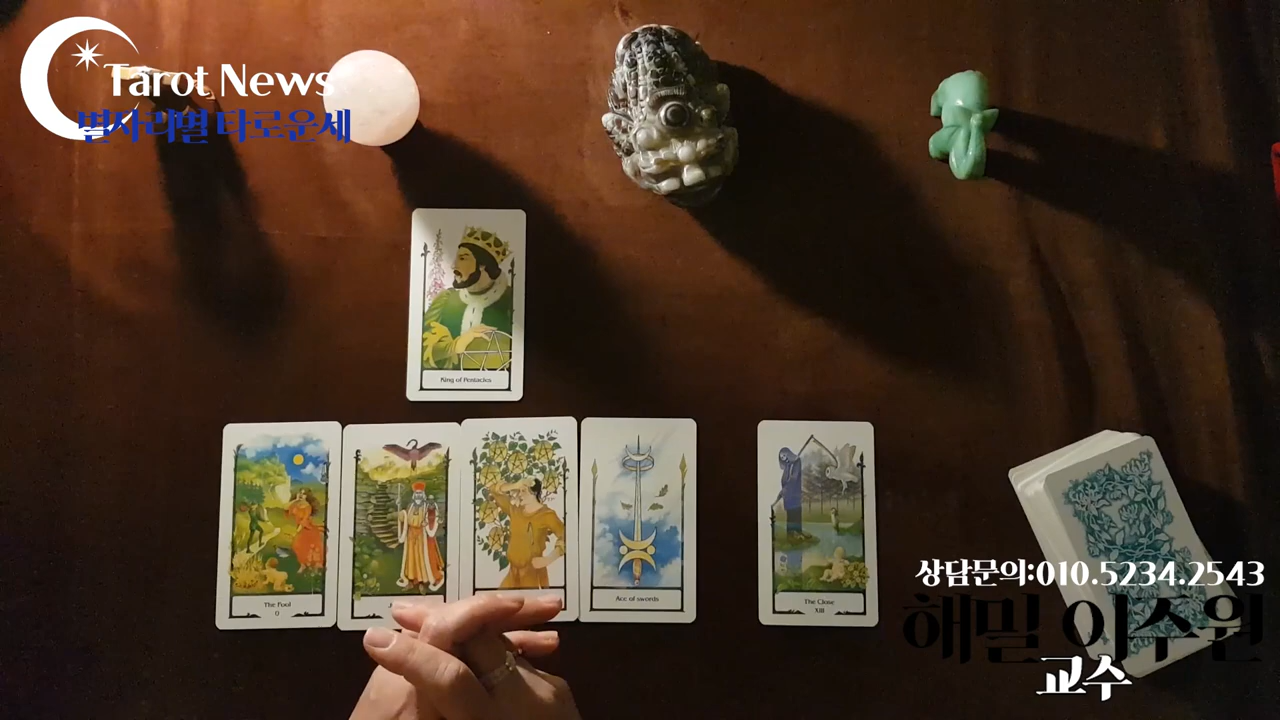 Tarot News
별자리별 타로운세
King of Pentacles
The Fool
0
Ace of swords
The Close
XIII
상담문의:010.5234.2543
해밀 이수원
교수